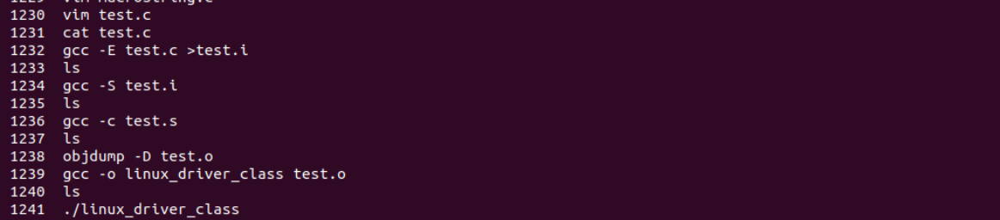 1230 vim test.c
1231 cat test.c
1232 gcc -E test.c >test.i
1233 ls
1234 gcc -S test.i
1235 ls
1236 gcc -c test.s
1237 ls
1238 objdump -D test.o
1239 gcc -o linux_driver_class test.o
1240 ls
1241 ./linux_driver_class